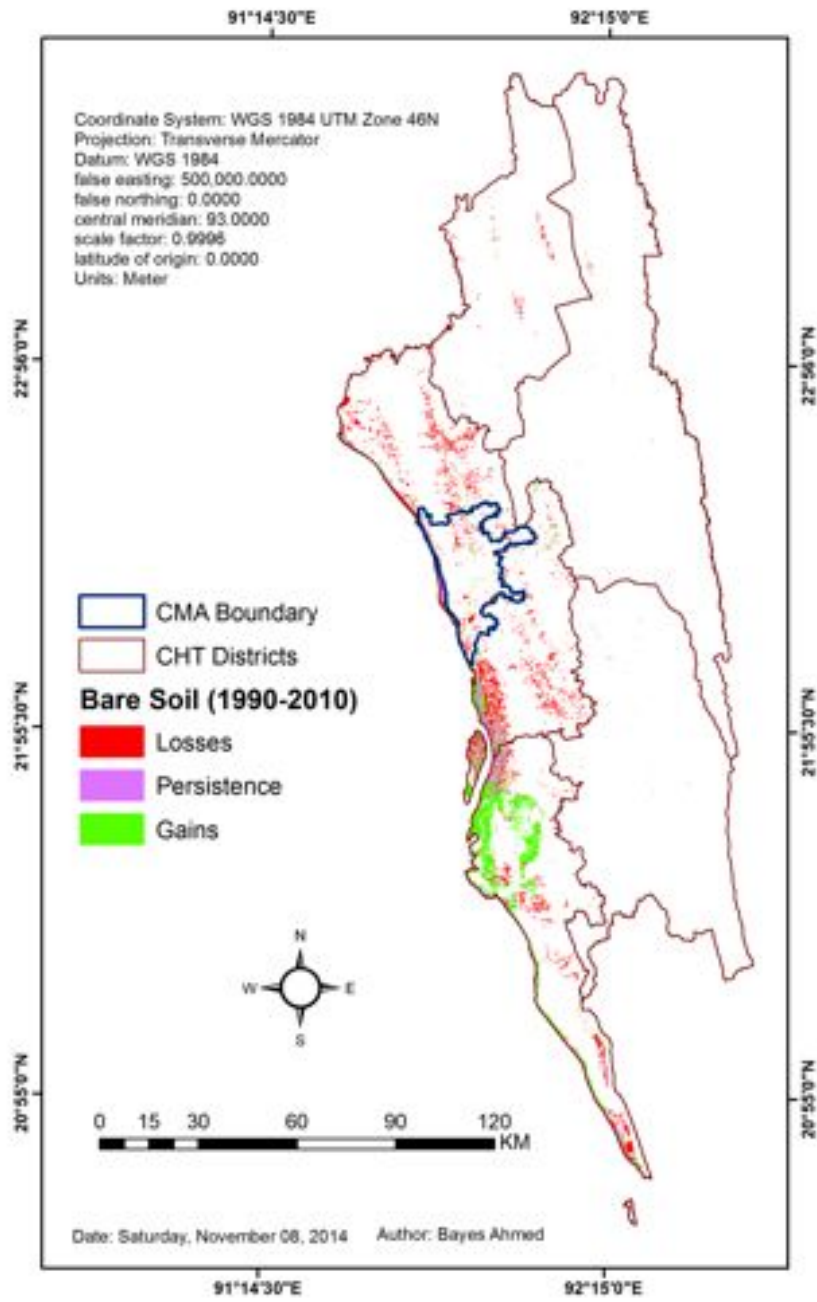 91°14'30"E
92°15'0"E
Coordinate System: WGS 1984 UTM Zone 46N
Projection: Transverse Mercator
Datum: WGS 1984
false easting: 500,000.0000
false northing: 0.0000
central meridian: 93.0000
scale factor: 0.9996
latitude of origin: 0.0000
Units: Meter
22°56'0"N
22°56'0"N
CMA Boundary
CHT Districts
Bare Soil (1990-2010)
21°55'30"N
21°55'30"N
Losses
Persistence
Gains
N
W
E
S
20°55'0"N
20°55'0"N
0 15 30 60 90 120
KM
Date: Saturday, November 08, 2014 Author: Bayes Ahmed
91°14'30"E
92°15'0"E